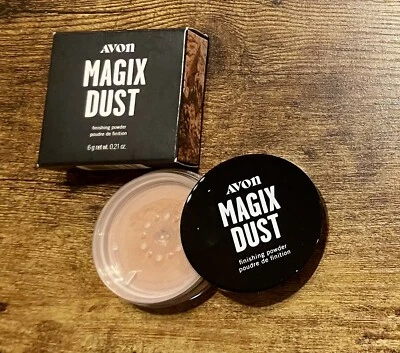 AVON
MAGIX
DUST
finishing powder
poudre de finition
6 g net wt. 0.21 oz.
AVON
MAGIX
DUST
finishing powder
poudre de finition